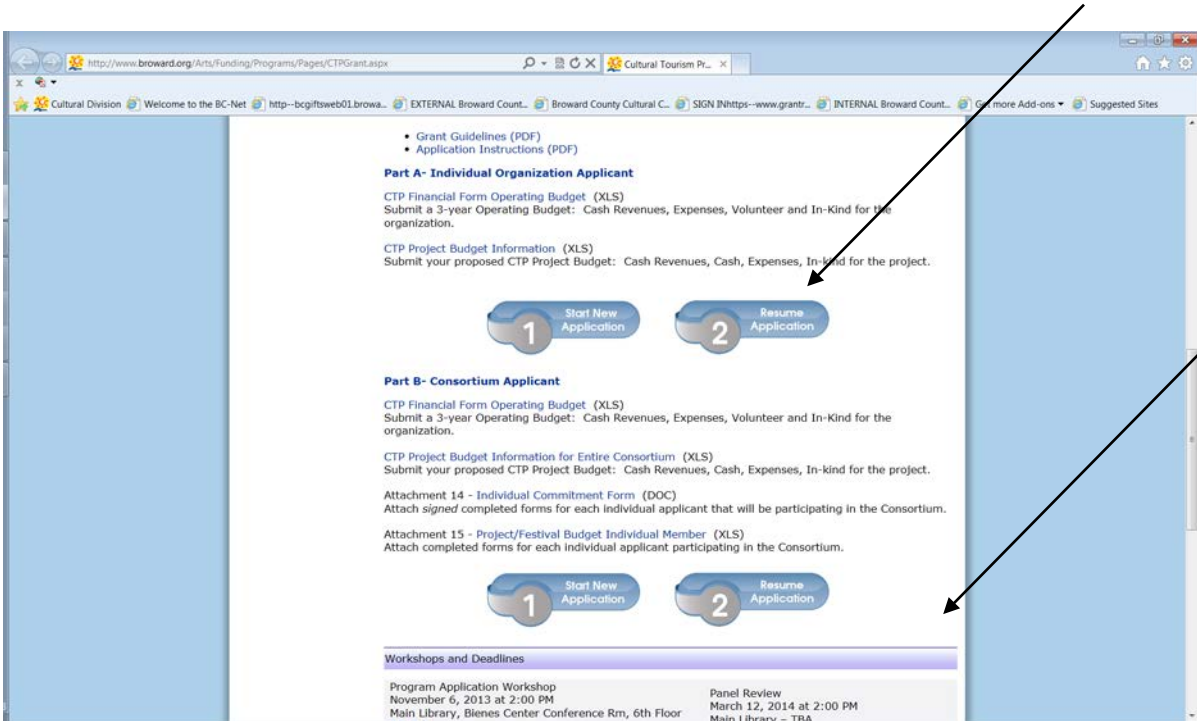 http://www.broward.org/Arts/Funding/Programs/Pages/CTPGrant.aspx
Cultural Tourism Pr...
Cultural Division Welcome to the BC-Net http--bcgiftsweb01.browa... EXTERNAL Broward Count... Broward County Cultural C... SIGN INhttps--www.grantr... INTERNAL Broward Count... Get more Add-ons Suggested Sites
• Grant Guidelines (PDF)
• Application Instructions (PDF)
Part A- Individual Organization Applicant
CTP Financial Form Operating Budget (XLS)
Submit a 3-year Operating Budget: Cash Revenues, Expenses, Volunteer and In-Kind for the
organization.
CTP Project Budget Information (XLS)
Submit your proposed CTP Project Budget: Cash Revenues, Cash, Expenses, In-kind for the project.
1 Start New
Application
2 Resume
Application
Part B- Consortium Applicant
CTP Financial Form Operating Budget (XLS)
Submit a 3-year Operating Budget: Cash Revenues, Expenses, Volunteer and In-Kind for the
organization.
CTP Project Budget Information for Entire Consortium (XLS)
Submit your proposed CTP Project Budget: Cash Revenues, Cash, Expenses, In-kind for the project.
Attachment 14 - Individual Commitment Form (DOC)
Attach signed completed forms for each individual applicant that will be participating in the Consortium.
Attachment 15 - Project/Festival Budget Individual Member (XLS)
Attach completed forms for each individual applicant participating in the Consortium.
1 Start New
Application
2 Resume
Application
Workshops and Deadlines
Program Application Workshop
November 6, 2013 at 2:00 PM
Main Library, Bienes Center Conference Rm, 6th Floor
Panel Review
March 12, 2014 at 2:00 PM
Main Library – TBA